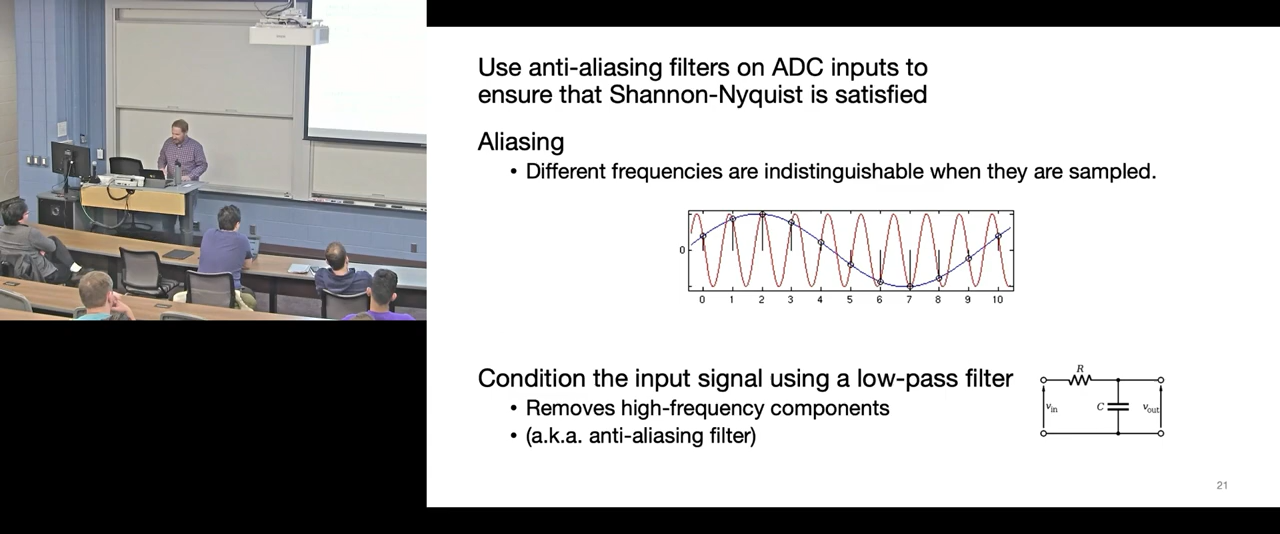 Use anti-aliasing filters on ADC inputs to
ensure that Shannon-Nyquist is satisfied
Aliasing
• Different frequencies are indistinguishable when they are sampled.
0
0 1 2 3 4 5 6 7 8 9 10
Condition the input signal using a low-pass filter
• Removes high-frequency components
• (a.k.a. anti-aliasing filter)
R
vin
C
vout
21